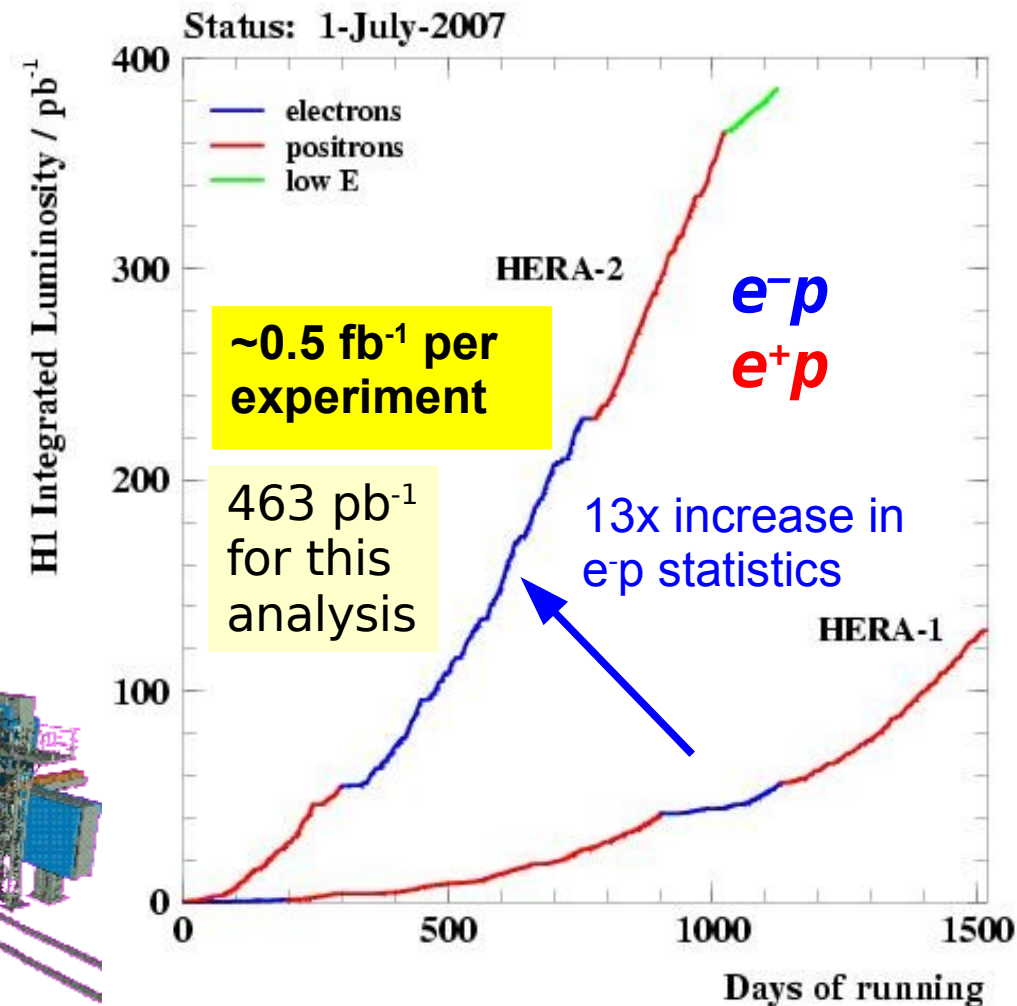 Status: 1-July-2007
H1 Integrated Luminosity / pb⁻¹
400
300
200
100
0
electrons
positrons
low E
HERA-2
e⁻p
e⁺p
~0.5 fb⁻¹ per
experiment
463 pb⁻¹
for this
analysis
13x increase in
e⁻p statistics
HERA-1
0 500 1000 1500
Days of running